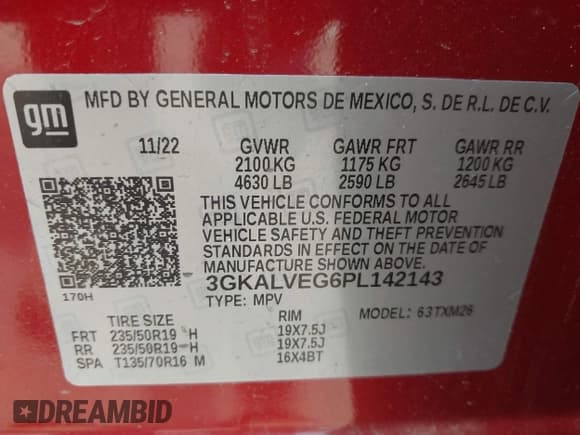 gm
MFD BY GENERAL MOTORS DE MEXICO, S. DE R.L. DE C.V.
11/22 GVWR GAWR FRT GAWR RR
2100 KG 1175 KG 1200 KG
4630 LB 2590 LB 2645 LB
THIS VEHICLE CONFORMS TO ALL
APPLICABLE U.S. FEDERAL MOTOR
VEHICLE SAFETY AND THEFT PREVENTION
STANDARDS IN EFFECT ON THE DATE OF
MANUFACTURE SHOWN ABOVE.
3GKALVEG6PL142143
170H
TYPE: MPV MODEL: 63TXM26
TIRE SIZE RIM
FRT 235/50R19 H 19X7.5J
RR 235/50R19 H 19X7.5J
SPA T135/70R16 M 16X4BT
DREAMBID